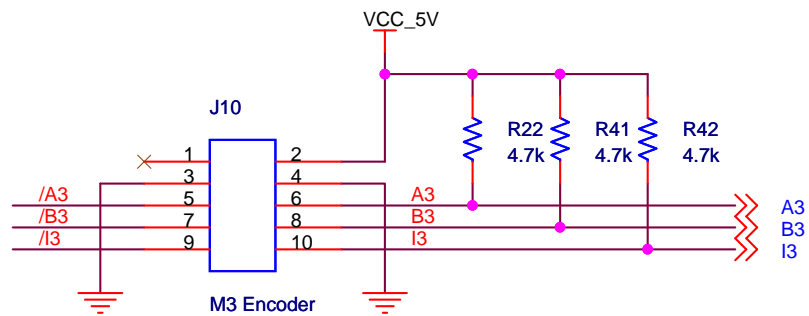 VCC_5V
J10
R22 R41 R42
4.7k 4.7k 4.7k
1 2
3 4
/A3 5 6 A3 A3
/B3 7 8 B3 B3
/I3 9 10 I3 I3
M3 Encoder